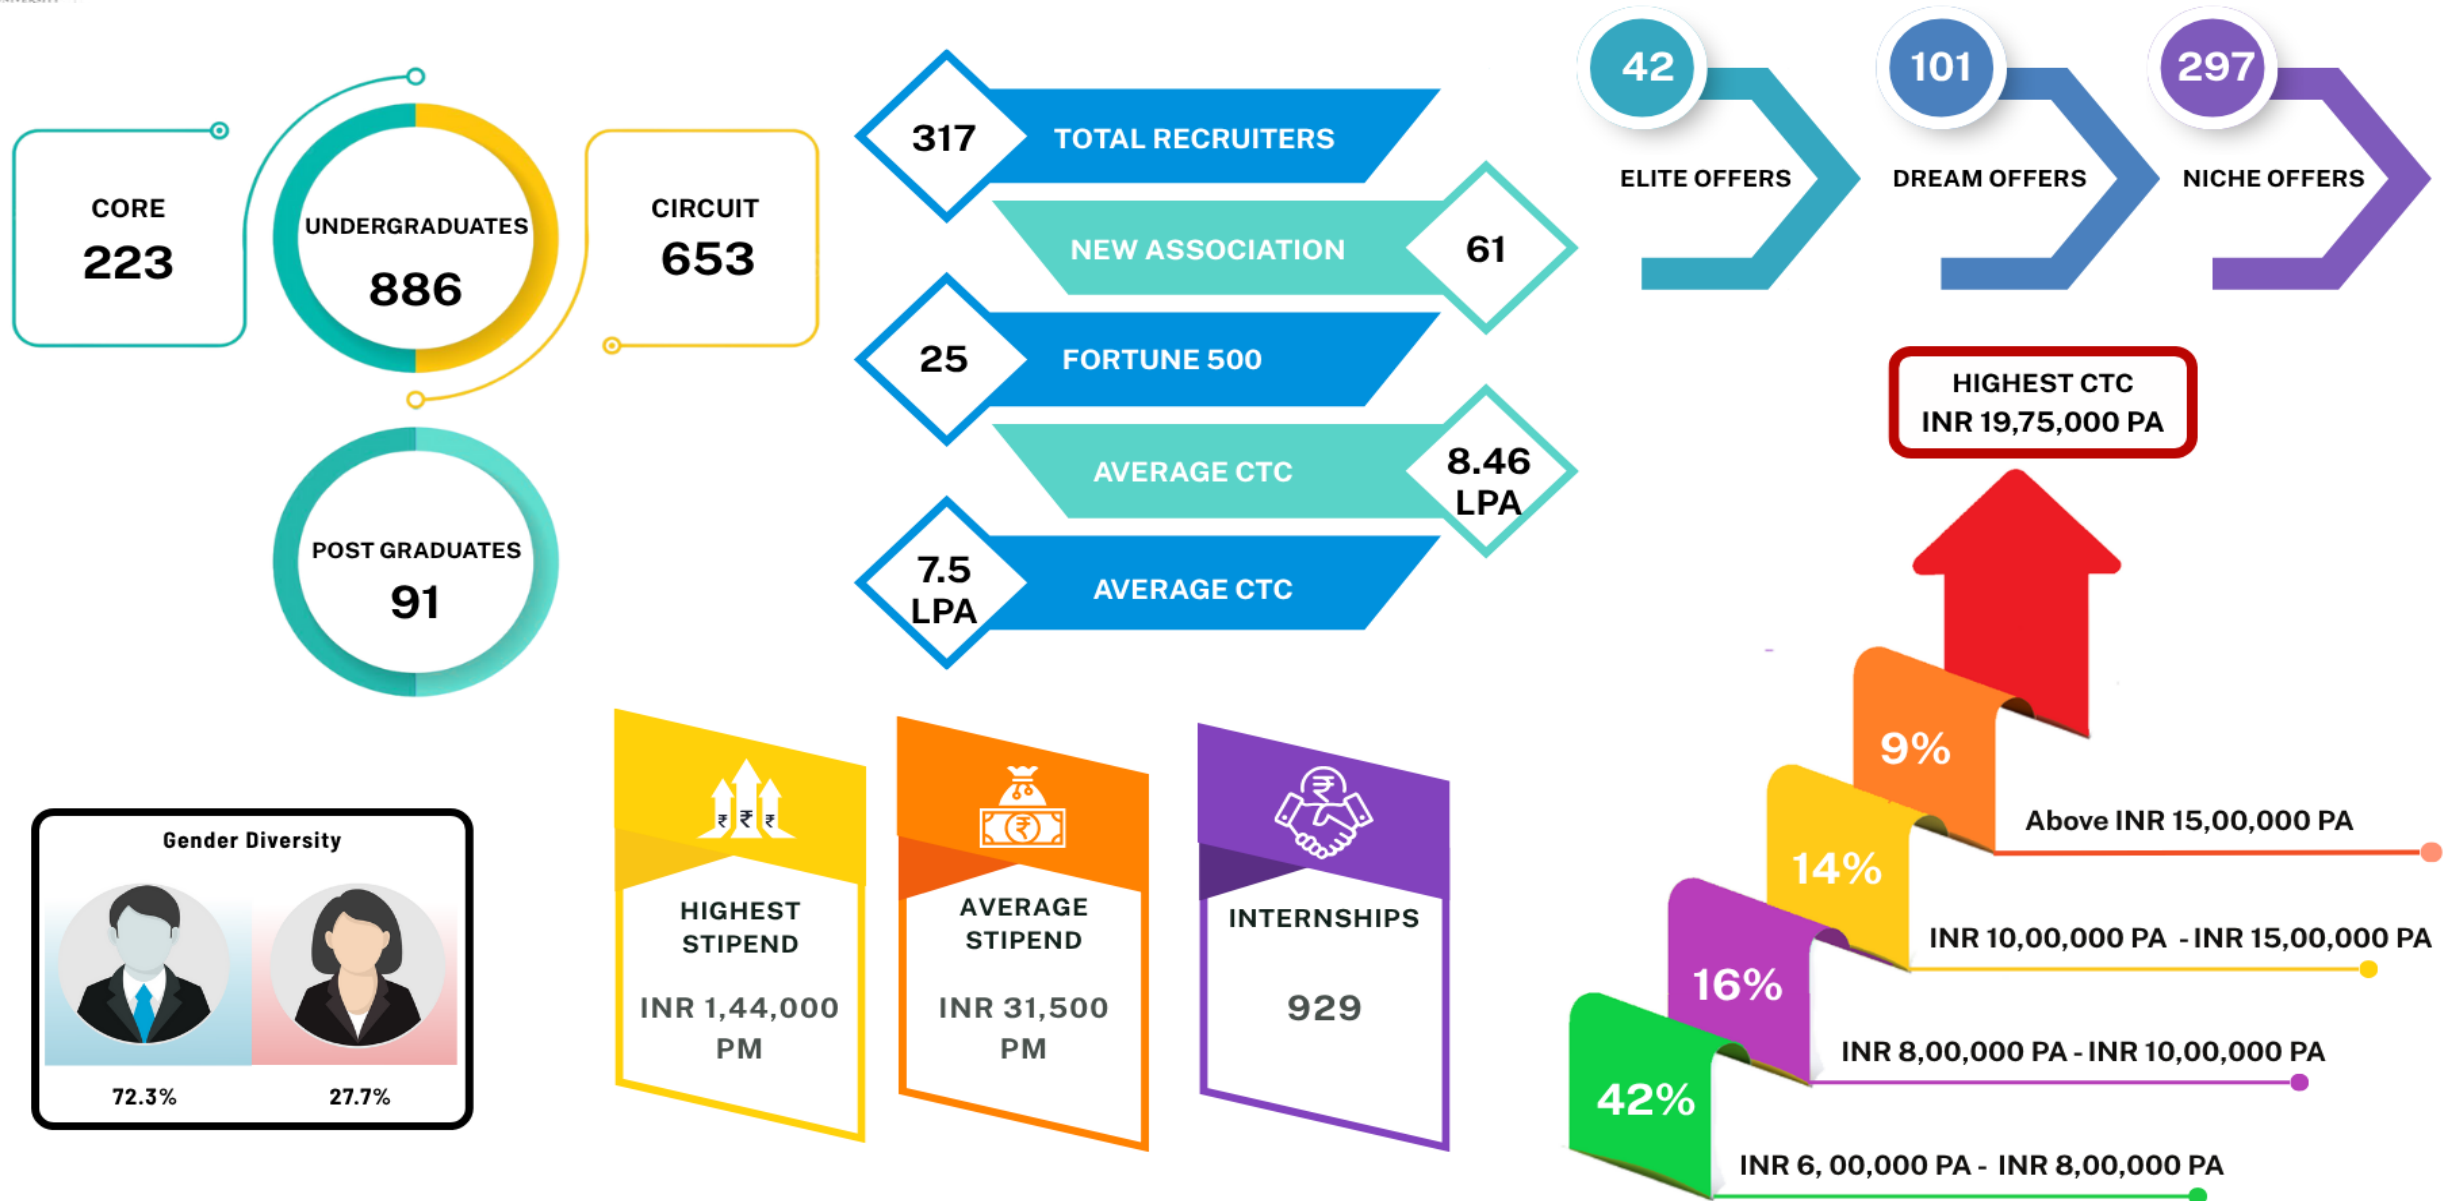 CORE
223
UNDERGRADUATES
886
CIRCUIT
653
POST GRADUATES
91
317
TOTAL RECRUITERS
NEW ASSOCIATION
61
25
FORTUNE 500
AVERAGE CTC
8.46
LPA
7.5
LPA
AVERAGE CTC
42
ELITE OFFERS
101
DREAM OFFERS
297
NICHE OFFERS
HIGHEST CTC
INR 19,75,000 PA
9%
Above INR 15,00,000 PA
14%
INR 10,00,000 PA - INR 15,00,000 PA
16%
INR 8,00,000 PA - INR 10,00,000 PA
42%
INR 6, 00,000 PA - INR 8,00,000 PA
Gender Diversity
72.3%
27.7%
₹ ₹ ₹
HIGHEST
STIPEND
INR 1,44,000
PM
₹
AVERAGE
STIPEND
INR 31,500
PM
₹
INTERNSHIPS
929